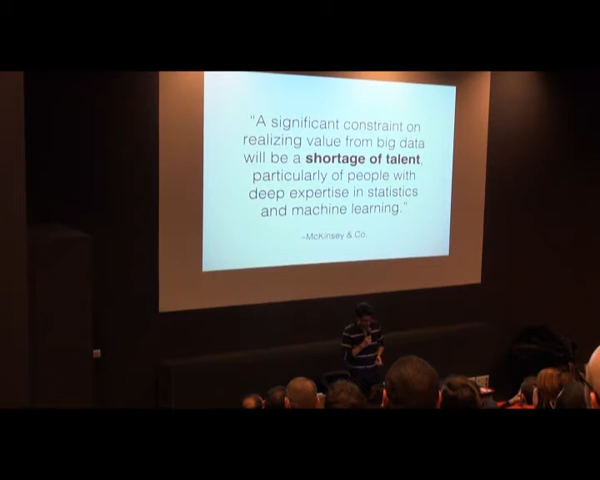 “A significant constraint on
realizing value from big data
will be a shortage of talent,
particularly of people with
deep expertise in statistics
and machine learning.”
–McKinsey & Co.